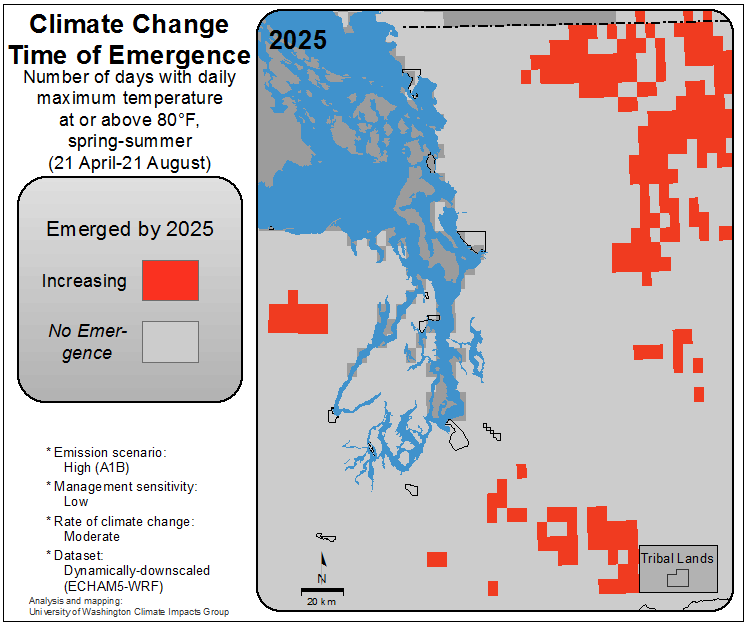 Climate Change
Time of Emergence
Number of days with daily
maximum temperature
at or above 80°F,
spring-summer
(21 April-21 August)
Emerged by 2025
Increasing
No Emer-
gence
* Emission scenario:
High (A1B)
* Management sensitivity:
Low
* Rate of climate change:
Moderate
* Dataset:
Dynamically-downscaled
(ECHAM5-WRF)
Analysis and mapping:
University of Washington Climate Impacts Group
2025
N
20 km
Tribal Lands